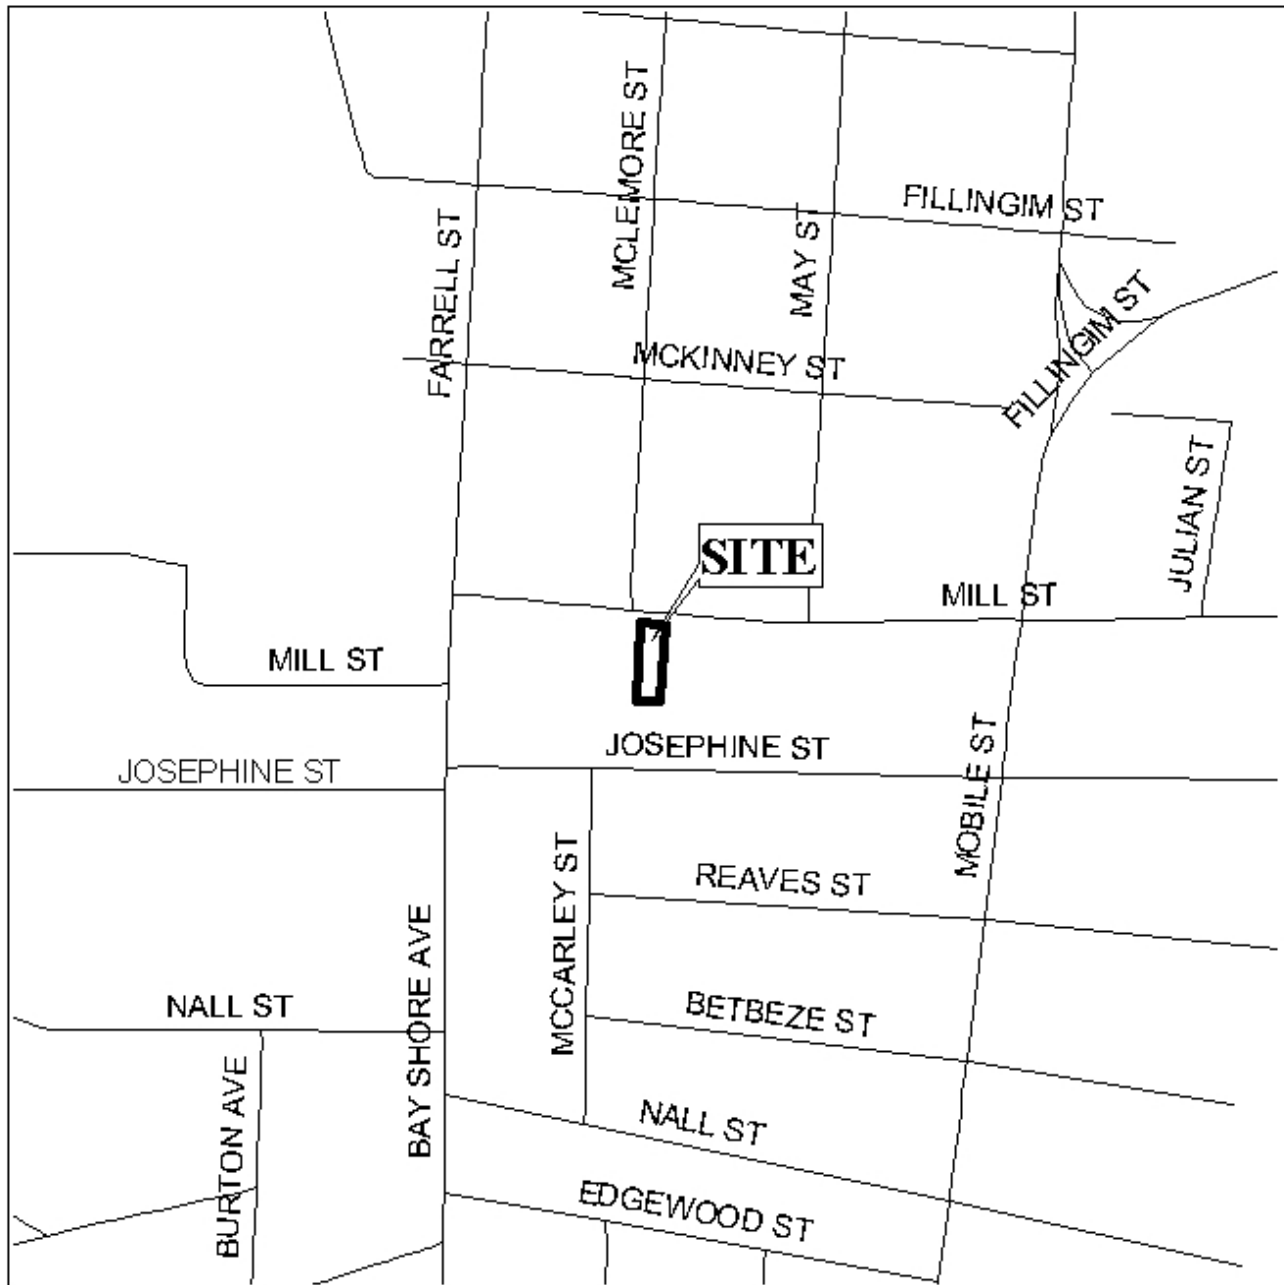 MCLEMORE ST
FILLINGIM ST
MAY ST
FARRELL ST
FILLINGIM ST
MCKINNEY ST
JULIAN ST
SITE
MILL ST
MILL ST
JOSEPHINE ST
JOSEPHINE ST
MOBILE ST
REAVES ST
MCCARLEY ST
BAY SHORE AVE
NALL ST
BETBEZE ST
BURTON AVE
NALL ST
EDGEWOOD ST